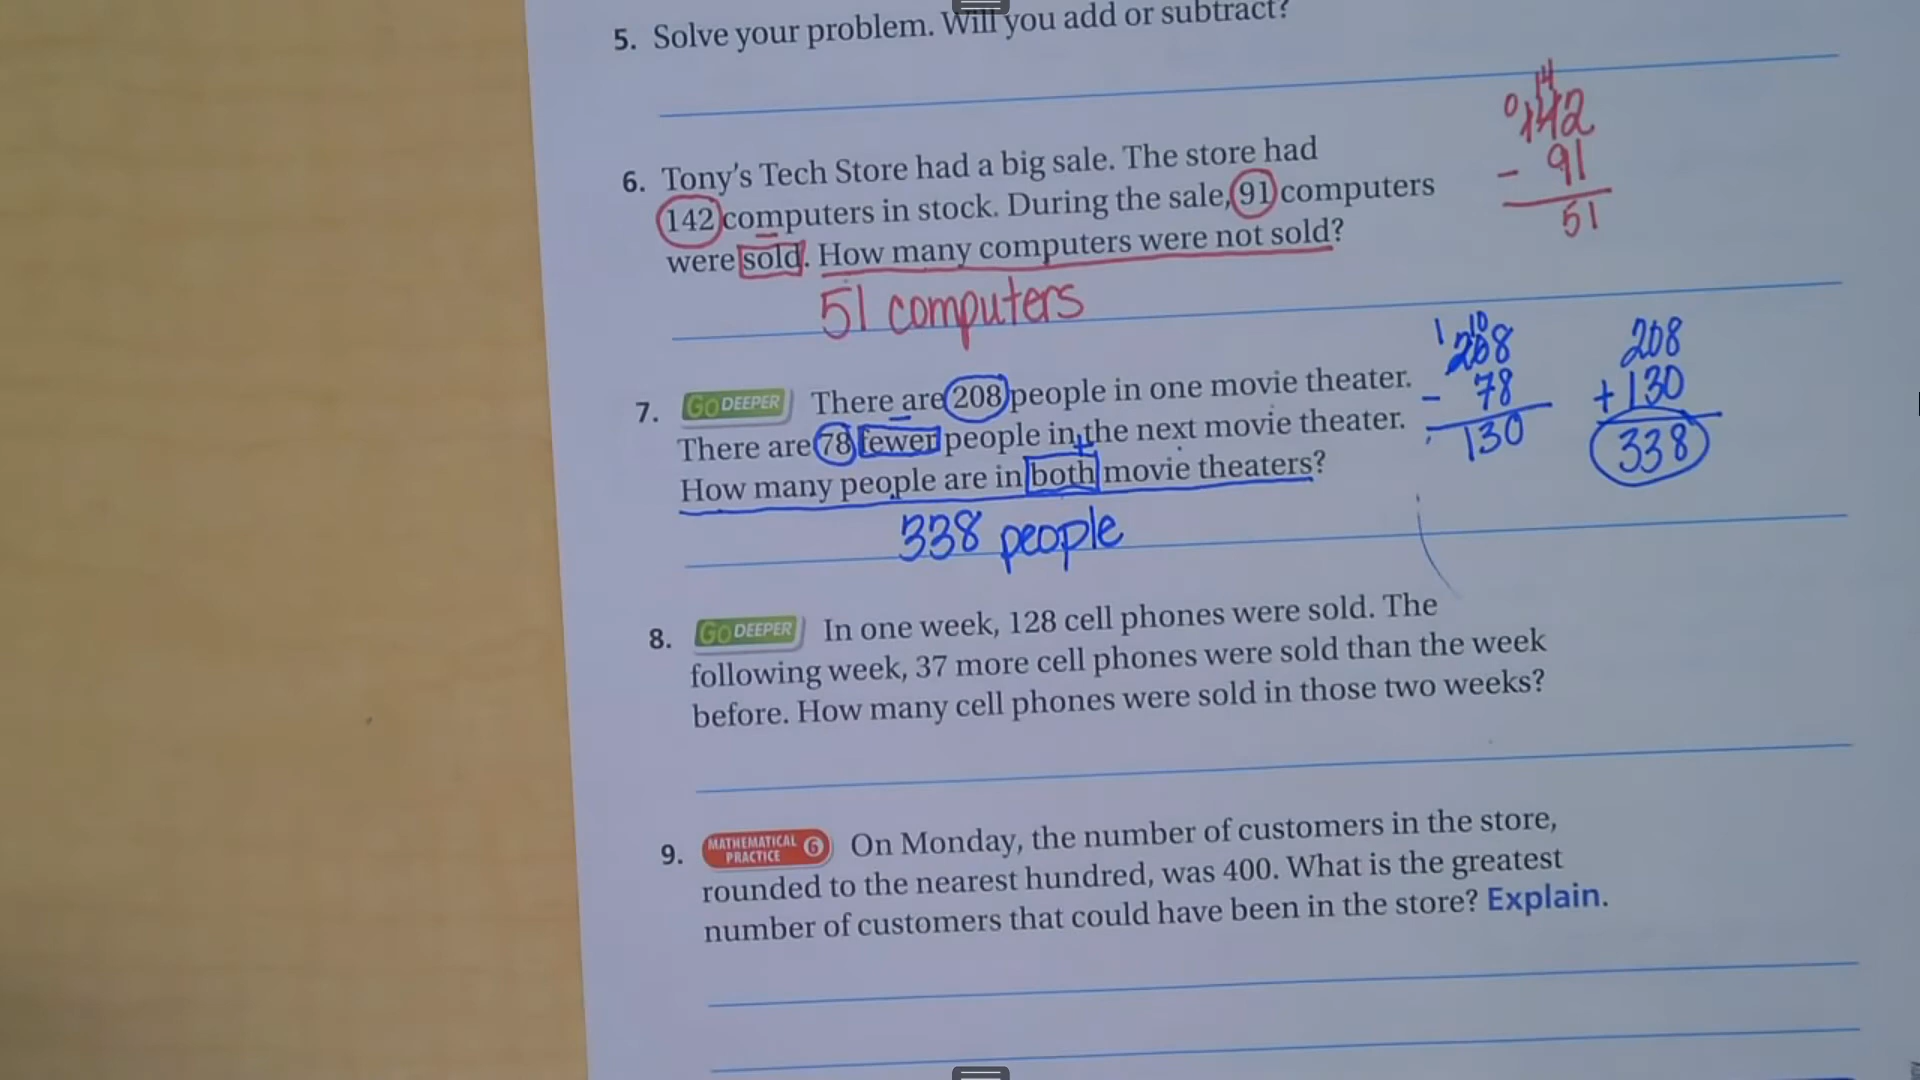 5. Solve your problem. Will you add or subtract?
14
0 142
6. Tony's Tech Store had a big sale. The store had
- 91
142 computers in stock. During the sale, 91 computers
51
were sold. How many computers were not sold?
51 computers
1 10
208
208
7. GO DEEPER There are 208 people in one movie theater.
- 78
+130
There are 78 fewer people in the next movie theater.
130
338
+
How many people are in both movie theaters?
338 people
8. GO DEEPER In one week, 128 cell phones were sold. The
following week, 37 more cell phones were sold than the week
before. How many cell phones were sold in those two weeks?
9. MATHEMATICAL PRACTICE 6 On Monday, the number of customers in the store,
rounded to the nearest hundred, was 400. What is the greatest
number of customers that could have been in the store? Explain.